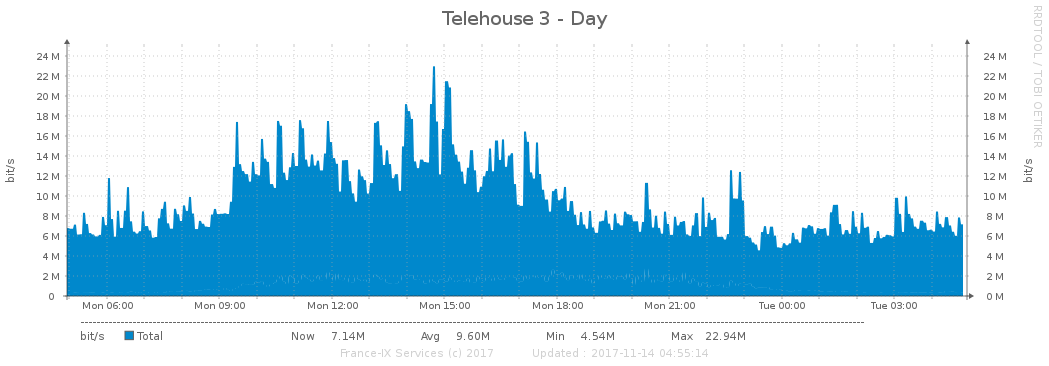 Telehouse 3 - Day
RRDTOOL / TOBI OETIKER
24 M 24 M
22 M 22 M
20 M 20 M
18 M 18 M
16 M 16 M
14 M 14 M
12 M 12 M
10 M 10 M
8 M 8 M
6 M 6 M
4 M 4 M
2 M 2 M
0 0 M
bit/s
bit/s
Mon 06:00 Mon 09:00 Mon 12:00 Mon 15:00 Mon 18:00 Mon 21:00 Tue 00:00 Tue 03:00
bit/s Total Now 7.14M Avg 9.60M Min 4.54M Max 22.94M
France-IX Services (c) 2017 Updated : 2017-11-14 04:55:14